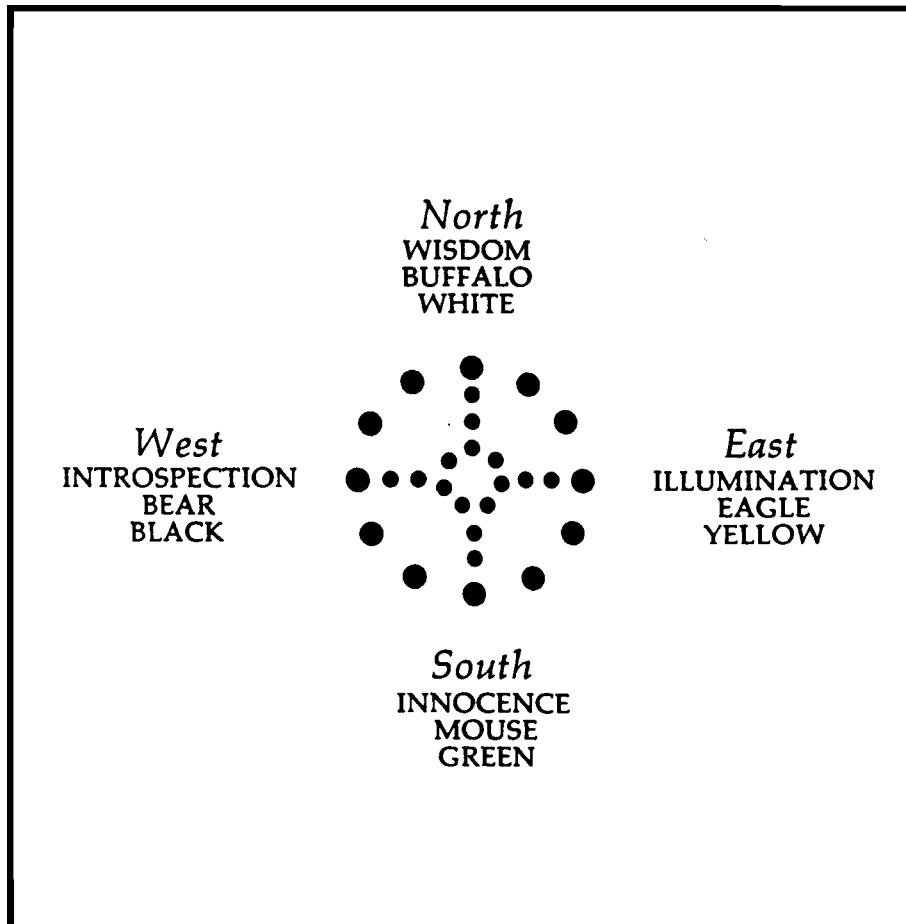 North
WISDOM
BUFFALO
WHITE
West
INTROSPECTION
BEAR
BLACK
East
ILLUMINATION
EAGLE
YELLOW
South
INNOCENCE
MOUSE
GREEN